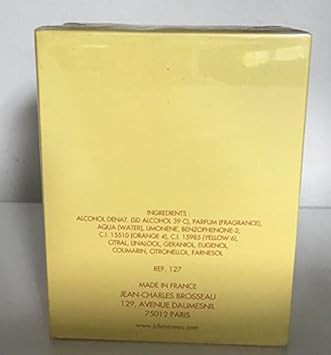 INGREDIENTS :
ALCOHOL DENAT. (SD ALCOHOL 39 C), PARFUM (FRAGRANCE),
AQUA (WATER), LIMONENE, BENZOPHENONE-2,
C.I. 15510 (ORANGE 4), C.I. 15985 (YELLOW 6),
CITRAL, LINALOOL, GERANIOL, EUGENOL,
COUMARIN, CITRONELLOL, FARNESOL
REF. 127
MADE IN FRANCE
JEAN-CHARLES BROSSEAU
129, AVENUE DAUMESNIL
75012 PARIS